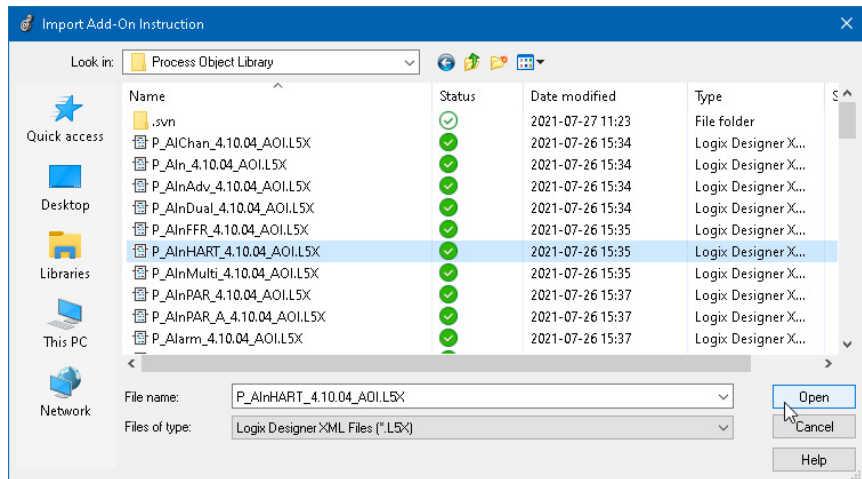 Import Add-On Instruction
Look in: Process Object Library
Name Status Date modified Type
.svn 2021-07-27 11:23 File folder
P_AIChan_4.10.04_AOI.L5X 2021-07-26 15:34 Logix Designer X...
P_AIn_4.10.04_AOI.L5X 2021-07-26 15:34 Logix Designer X...
P_AInAdv_4.10.04_AOI.L5X 2021-07-26 15:34 Logix Designer X...
P_AInDual_4.10.04_AOI.L5X 2021-07-26 15:34 Logix Designer X...
P_AInFFR_4.10.04_AOI.L5X 2021-07-26 15:35 Logix Designer X...
P_AInHART_4.10.04_AOI.L5X 2021-07-26 15:35 Logix Designer X...
P_AInMulti_4.10.04_AOI.L5X 2021-07-26 15:35 Logix Designer X...
P_AInPAR_4.10.04_AOI.L5X 2021-07-26 15:37 Logix Designer X...
P_AInPAR_A_4.10.04_AOI.L5X 2021-07-26 15:37 Logix Designer X...
P_Alarm_4.10.04_AOI.L5X 2021-07-26 15:37 Logix Designer X...
Quick access
Desktop
Libraries
This PC
Network
File name: P_AInHART_4.10.04_AOI.L5X Open
Files of type: Logix Designer XML Files (*.L5X) Cancel
Help